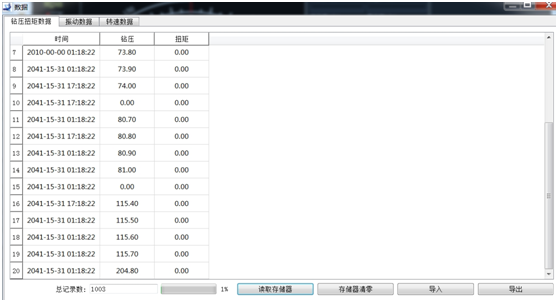 数据
钻压扭矩数据 振动数据 转速数据
时间 钻压 扭矩
7 2010-00-00 01:18:22 73.80 0.00
8 2041-15-31 01:18:22 73.90 0.00
9 2041-15-31 17:18:22 74.00 0.00
10 2041-15-31 17:18:22 0.00 0.00
11 2041-15-31 01:18:22 80.70 0.00
12 2041-15-31 17:18:22 80.80 0.00
13 2041-15-31 01:18:22 80.90 0.00
14 2041-15-31 01:18:22 81.00 0.00
15 2041-15-31 01:18:22 0.00 0.00
16 2041-15-31 17:18:22 115.40 0.00
17 2041-15-31 17:18:22 115.50 0.00
18 2041-15-31 01:18:22 115.60 0.00
19 2041-15-31 01:18:22 115.70 0.00
20 2041-15-31 01:18:22 204.80 0.00
总记录数: 1003 1% 读取存储器 存储器清零 导入 导出